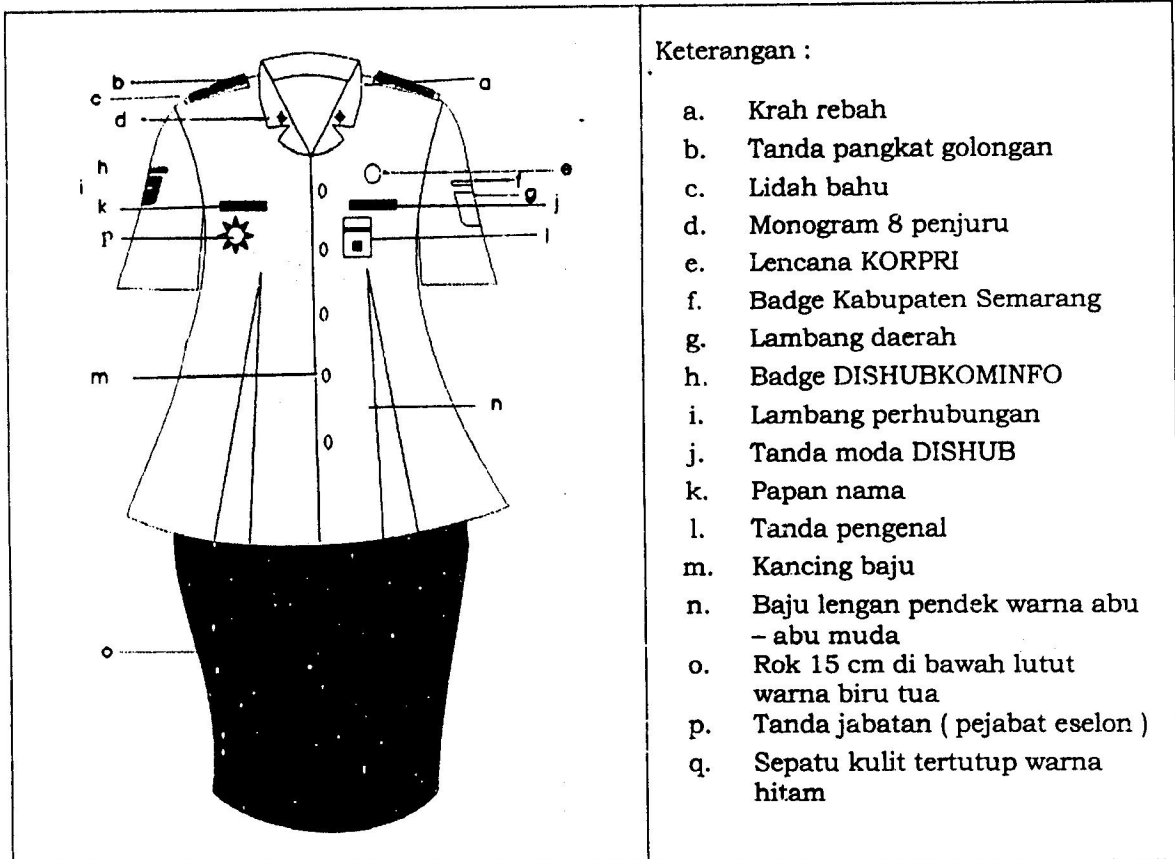 b
a
c
d
h
e
i
f
g
k
j
p
l
m
n
o
Keterangan :
a. Krah rebah
b. Tanda pangkat golongan
c. Lidah bahu
d. Monogram 8 penjuru
e. Lencana KORPRI
f. Badge Kabupaten Semarang
g. Lambang daerah
h. Badge DISHUBKOMINFO
i. Lambang perhubungan
j. Tanda moda DISHUB
k. Papan nama
l. Tanda pengenal
m. Kancing baju
n. Baju lengan pendek warna abu
– abu muda
o. Rok 15 cm di bawah lutut
warna biru tua
p. Tanda jabatan ( pejabat eselon )
q. Sepatu kulit tertutup warna
hitam